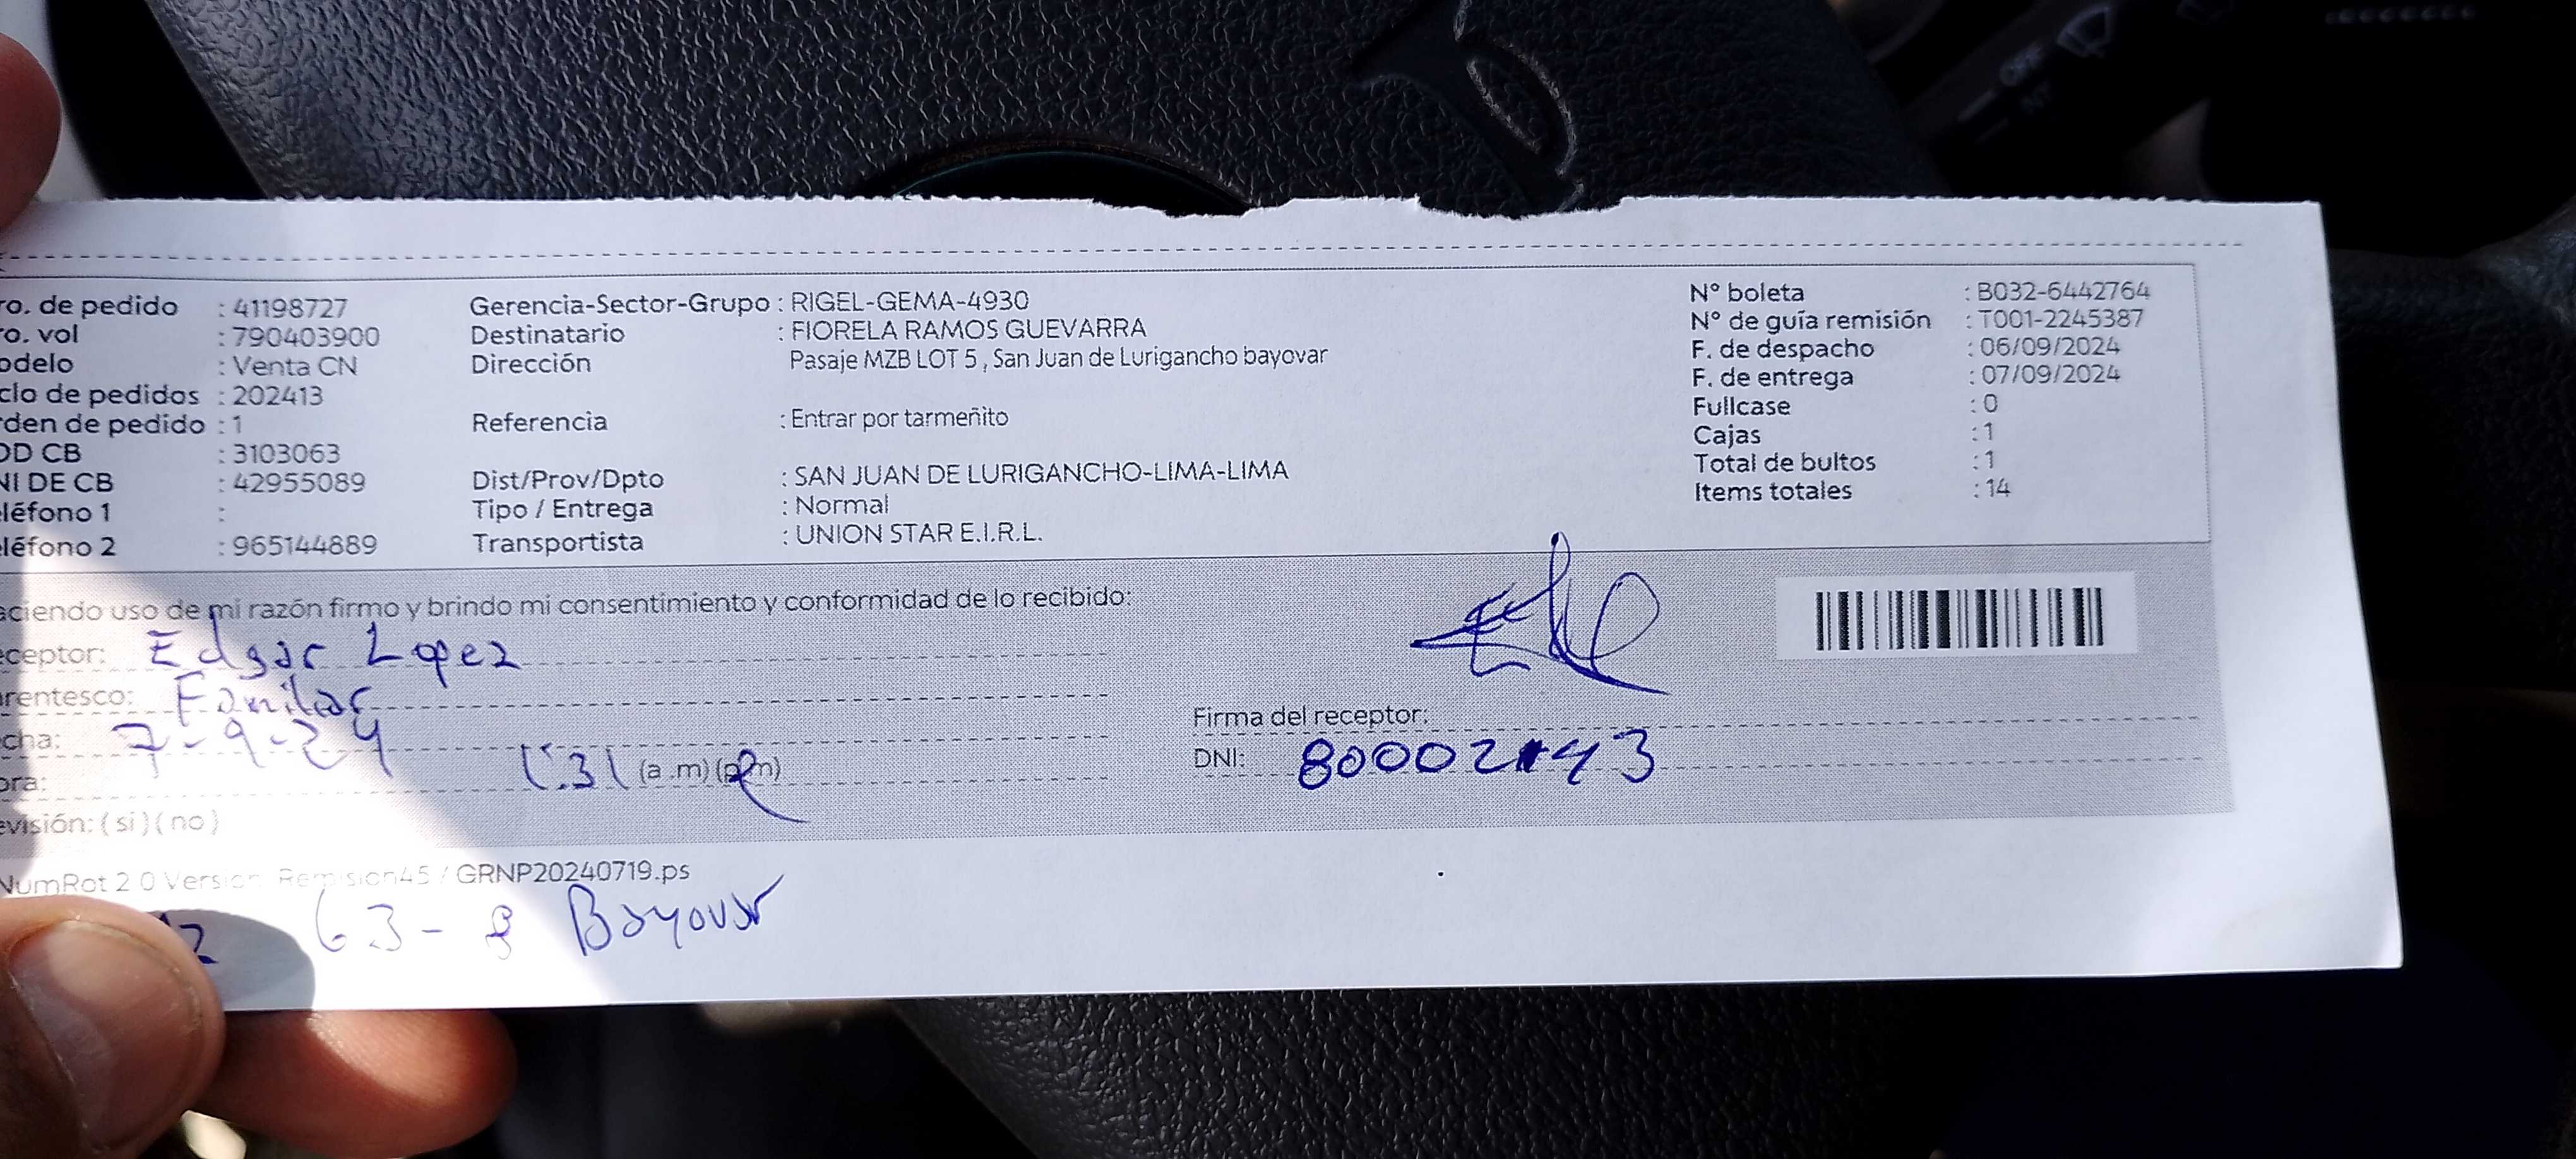 ro. de pedido : 41198727 Gerencia-Sector-Grupo : RIGEL-GEMA-4930 N° boleta : B032-6442764
ro. vol : 790403900 Destinatario : FIORELA RAMOS GUEVARRA N° de guía remisión : T001-2245387
odelo : Venta CN Dirección Pasaje MZB LOT 5 , San Juan de Lurigancho bayovar F. de despacho : 06/09/2024
clo de pedidos : 202413 F. de entrega : 07/09/2024
rden de pedido : 1 Referencia : Entrar por tarmeñito Fullcase : 0
OD CB : 3103063 Cajas : 1
NI DE CB : 42955089 Dist/Prov/Dpto : SAN JUAN DE LURIGANCHO-LIMA-LIMA Total de bultos : 1
léfono 1 : Tipo / Entrega : Normal Items totales : 14
léfono 2 : 965144889 Transportista : UNION STAR E.I.R.L.
aciendo uso de mi razón firmo y brindo mi consentimiento y conformidad de lo recibido:
eceptor: Edgar Lopez
rentesco: Familiar
Firma del receptor:
cha: 7-9-24
ora: 1:31 (a .m) (p.m) DNI: 80002143
evisión: ( si ) ( no )
NumRot 2 0 Version Remision45 / GRNP20240719.ps
63- Bayovar
OFF
INT